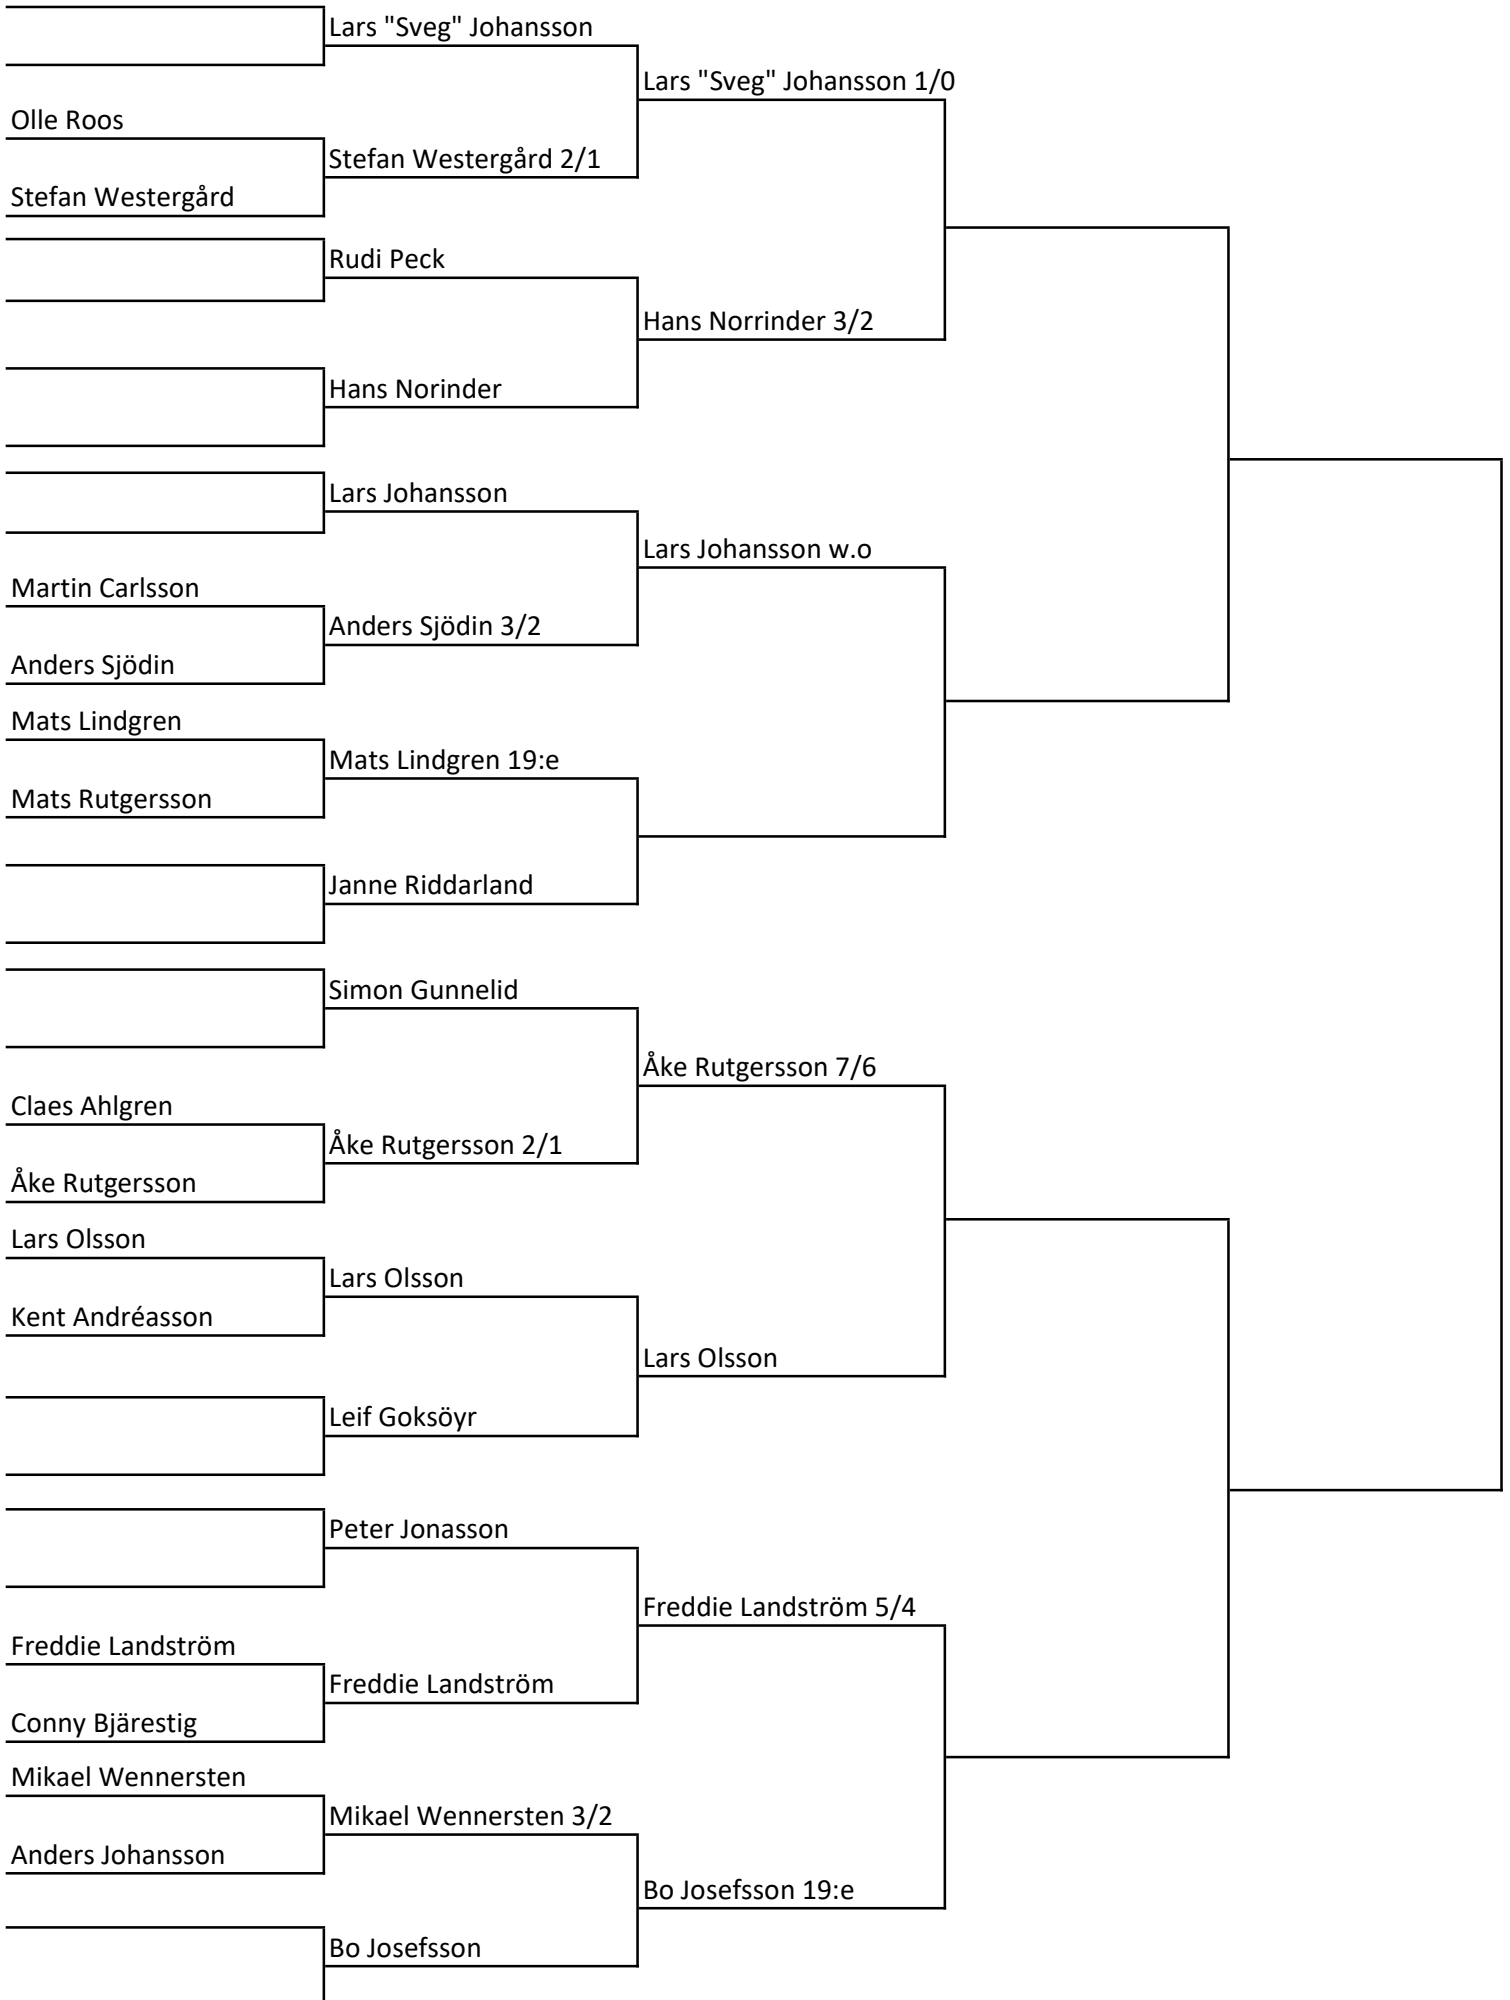 Lars "Sveg" Johansson
Lars "Sveg" Johansson 1/0
Olle Roos
Stefan Westergård 2/1
Stefan Westergård
Rudi Peck
Hans Norrinder 3/2
Hans Norinder
Lars Johansson
Lars Johansson w.o
Martin Carlsson
Anders Sjödin 3/2
Anders Sjödin
Mats Lindgren
Mats Lindgren 19:e
Mats Rutgersson
Janne Riddarland
Simon Gunnelid
Åke Rutgersson 7/6
Claes Ahlgren
Åke Rutgersson 2/1
Åke Rutgersson
Lars Olsson
Lars Olsson
Kent Andréasson
Lars Olsson
Leif Goksöyr
Peter Jonasson
Freddie Landström 5/4
Freddie Landström
Freddie Landström
Conny Bjärestig
Mikael Wennersten
Mikael Wennersten 3/2
Anders Johansson
Bo Josefsson 19:e
Bo Josefsson